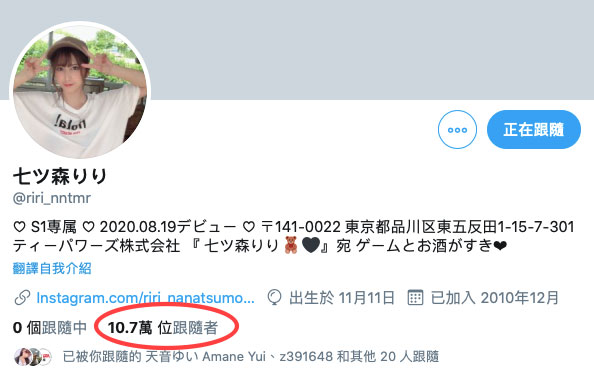 hola!
正在跟隨
七ツ森りり
@riri_nntmr
♡ S1専属 ♡ 2020.08.19デビュー ♡ 〒141-0022 東京都品川区東五反田1-15-7-301
ティーパワーズ株式会社 『 七ツ森りり🧸🖤』宛 ゲームとお酒がすき❤
翻譯自我介紹
Instagram.com/riri_nanatsumo... 出生於 11月11日 已加入 2010年12月
0 個跟隨中 10.7萬 位跟隨者
已被你跟隨的 天音ゆい Amane Yui、z391648 和其他 20 人跟隨